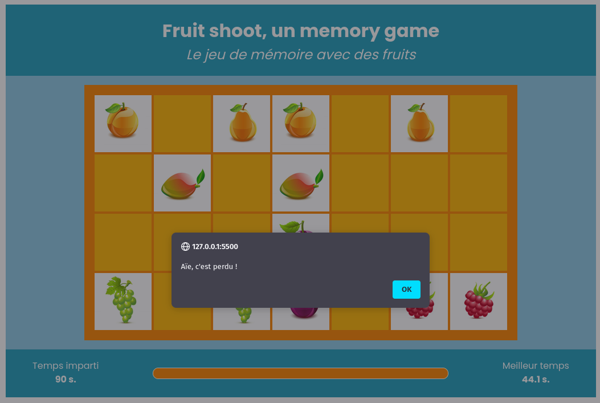 Fruit shoot, un memory game
Le jeu de mémoire avec des fruits
127.0.0.1:5500
Aie, c'est perdu !
OK
Temps imparti
90 s.
Meilleur temps
44.1 s.